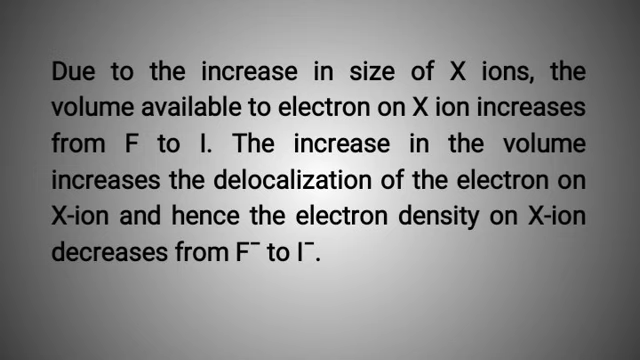 Due to the increase in size of X ions, the
volume available to electron on X ion increases
from F to I. The increase in the volume
increases the delocalization of the electron on
X-ion and hence the electron density on X-ion
decreases from F⁻ to I⁻.